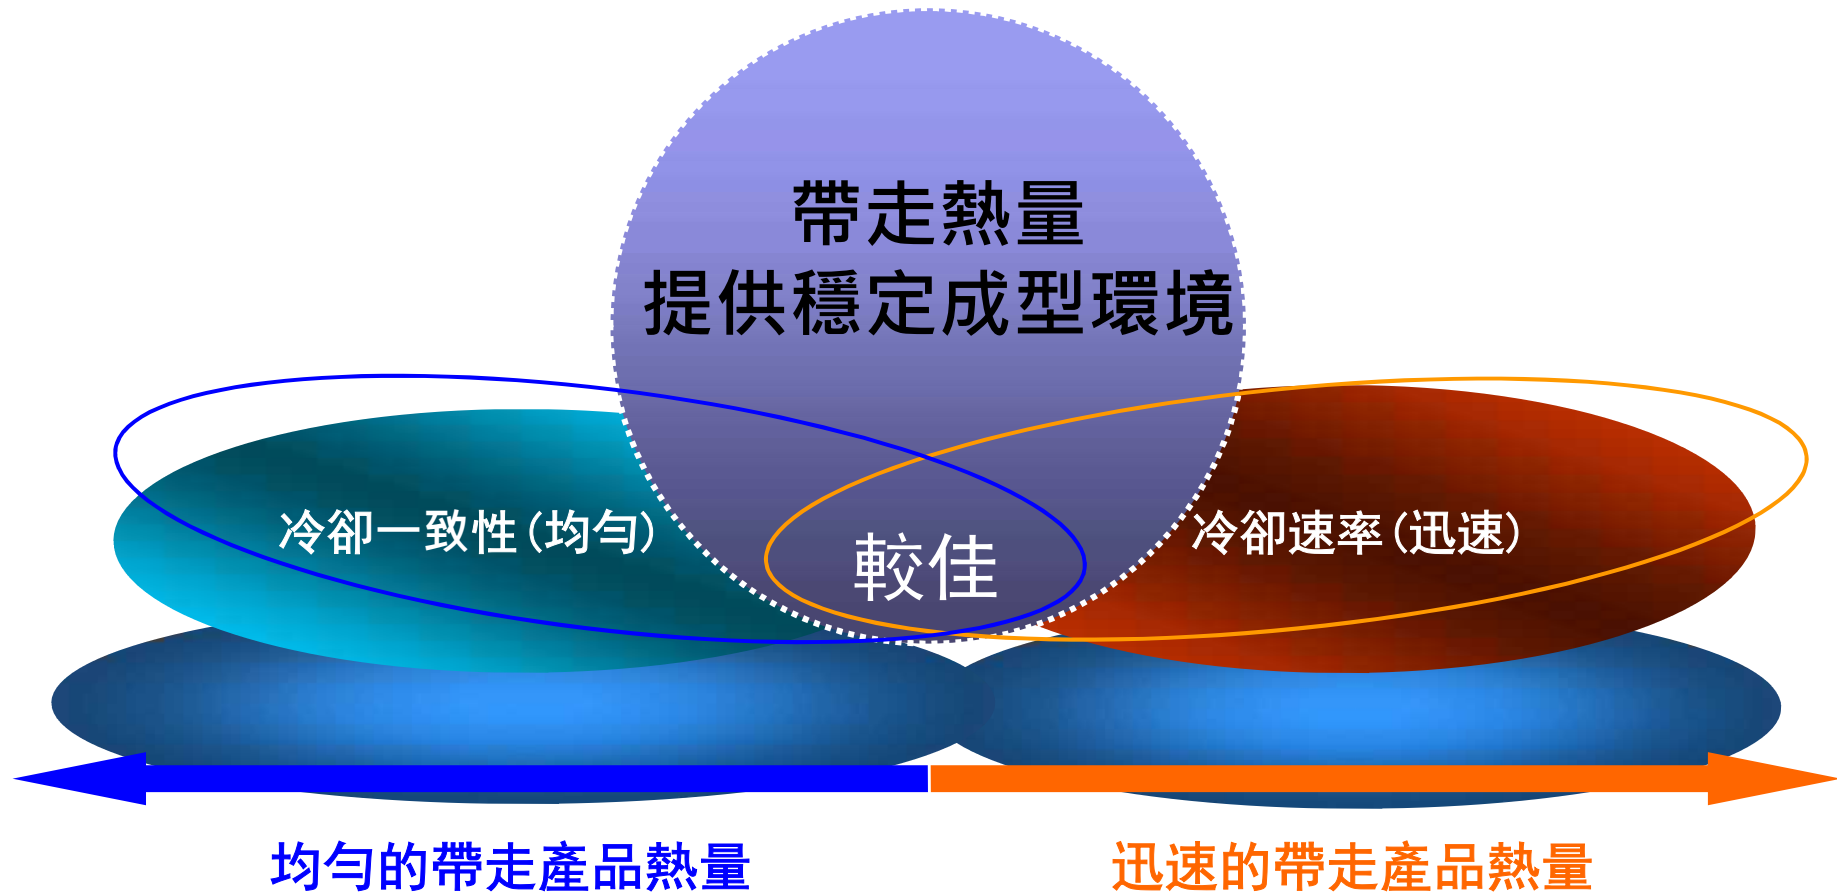 帶走熱量
提供穩定成型環境
冷卻一致性(均勻)
冷卻速率(迅速)
較佳
均勻的帶走產品熱量
迅速的帶走產品熱量